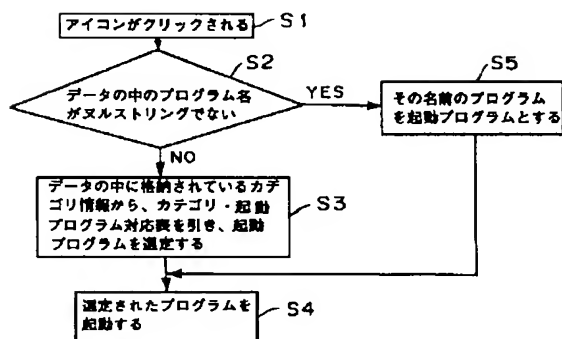 アイコンがクリックされる
S1
S2
データの中のプログラム名
がヌルストリングでない
YES
S5
その名前のプログラム
を起動プログラムとする
NO
データの中に格納されているカテ
ゴリ情報から、カテゴリ・起動
プログラム対応表を引き、起動
プログラムを選定する
S3
選定されたプログラムを
起動する
S4